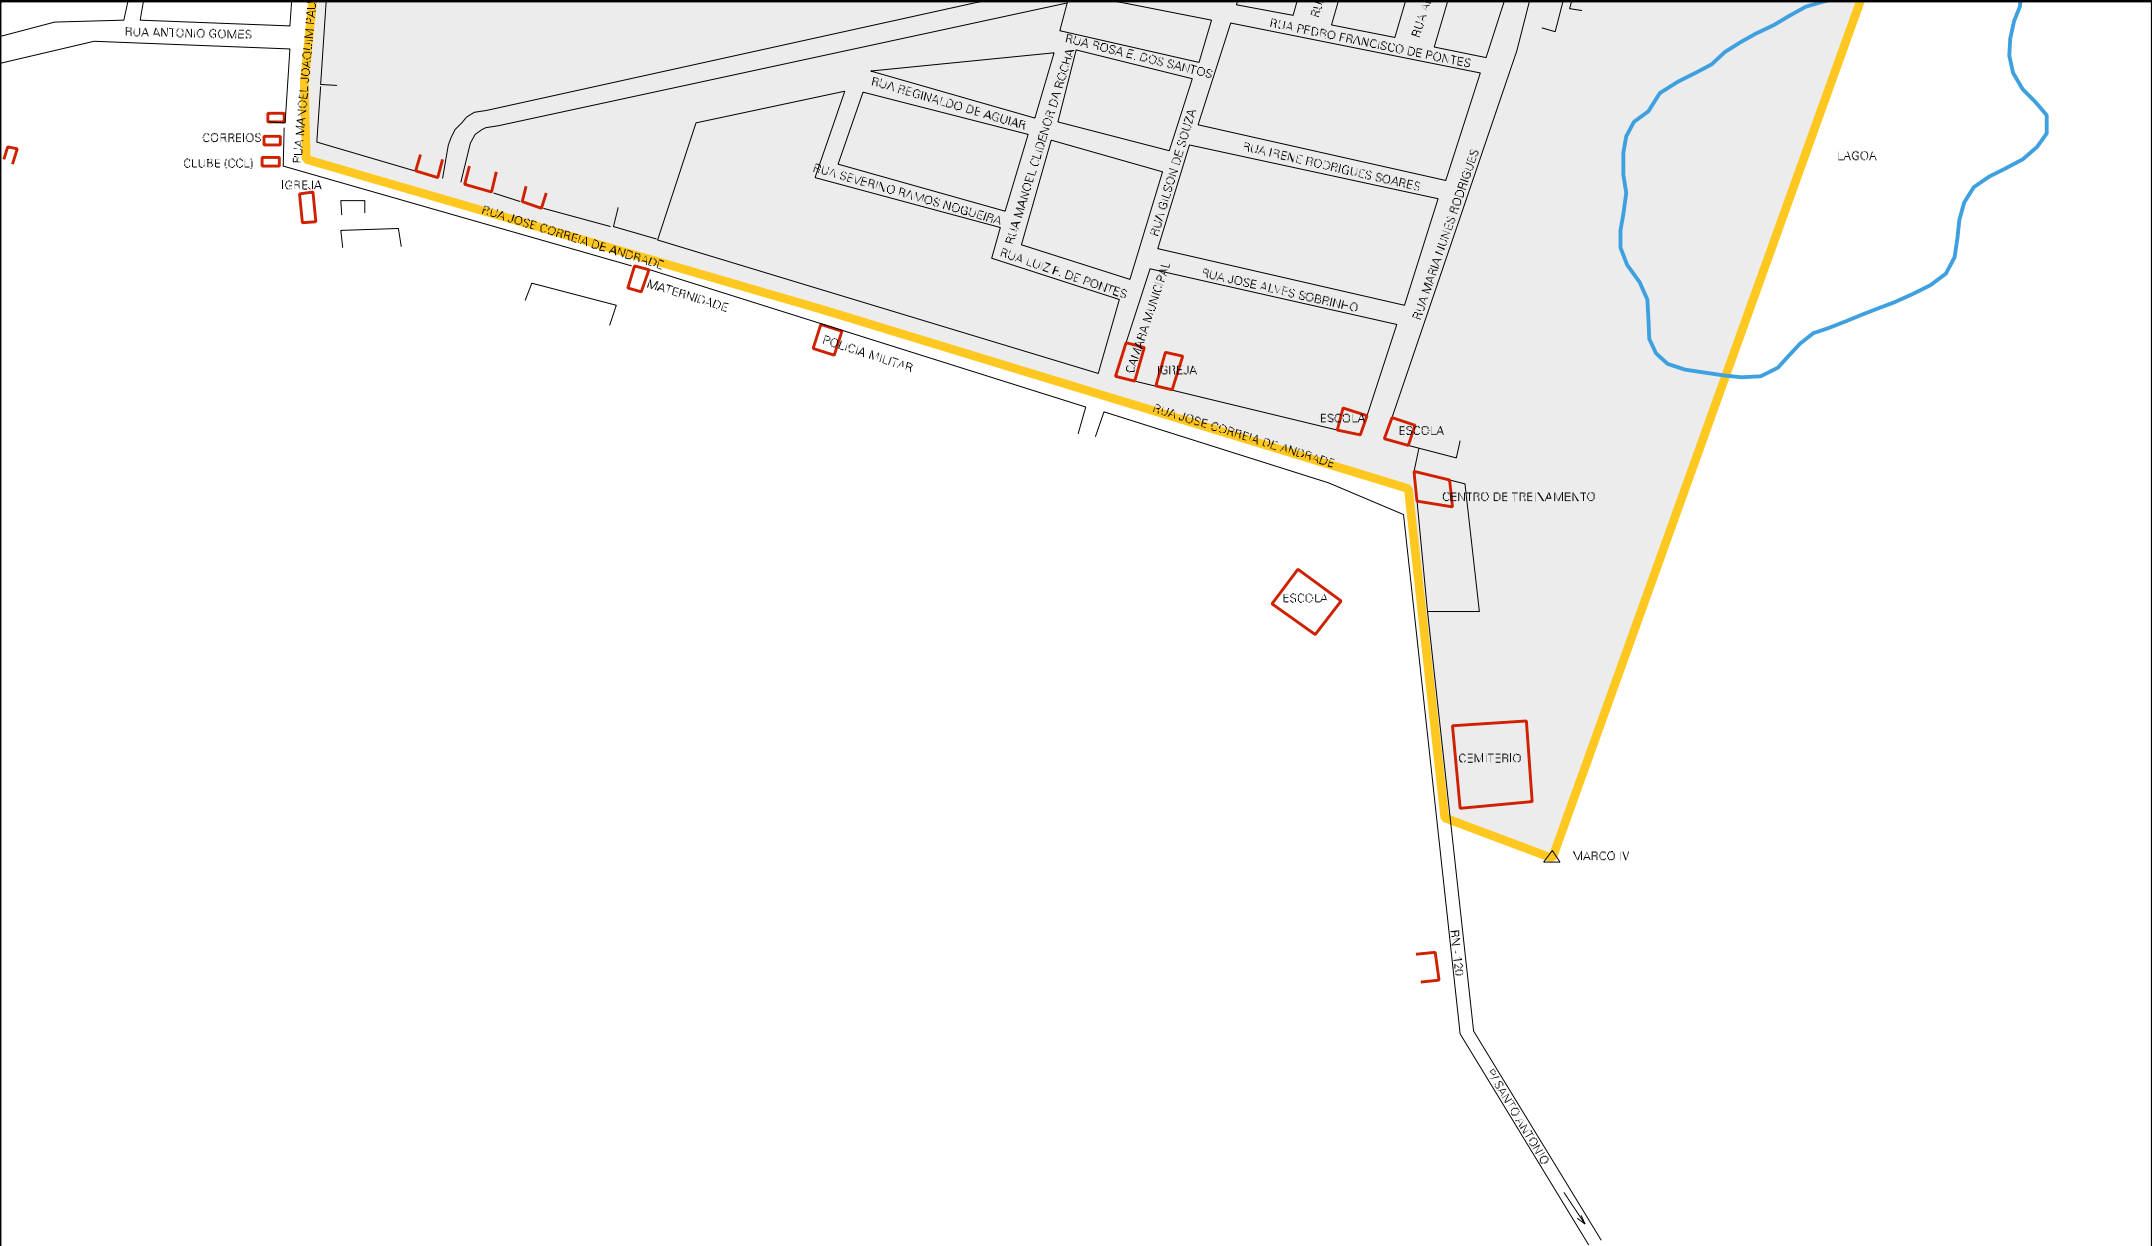 RUA ANTONIO GOMES
RUA MANOEL JOAQUIM
RUA ROSA E. DOS SANTOS
RUA PEDRO FRANCISCO DE PONTES
RUA REGINALDO DE AGUIAR
RUA MANOEL CLIDENOR DA ROCHA
RUA GILSON DE SOUZA
RUA IRENE RODRIGUES SOARES
RUA MARIA NUNES RODRIGUES
LAGOA
CORREIOS
CLUBE (CCL)
IGREJA
RUA SEVERINO RAMOS NOGUEIRA
RUA JOSE CORREIA DE ANDRADE
RUA LUIZ F. DE PONTES
RUA JOSE ALVES SOBRINHO
MATERNIDADE
POLICIA MILITAR
CAMARA MUNICIPAL
IGREJA
RUA JOSE CORREIA DE ANDRADE
ESCOLA
ESCOLA
CENTRO DE TREINAMENTO
ESCOLA
CEMITERIO
MARCO IV
RN - 120
P/ SANTO ANTONIO